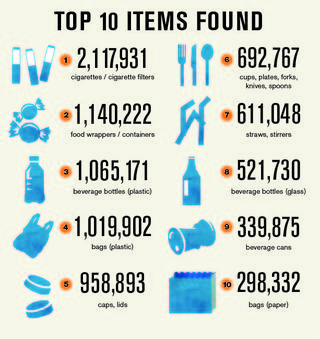 TOP 10 ITEMS FOUND
1 2,117,931
cigarettes / cigarette filters
2 1,140,222
food wrappers / containers
3 1,065,171
beverage bottles (plastic)
4 1,019,902
bags (plastic)
5 958,893
caps, lids
6 692,767
cups, plates, forks,
knives, spoons
7 611,048
straws, stirrers
8 521,730
beverage bottles (glass)
9 339,875
beverage cans
10 298,332
bags (paper)